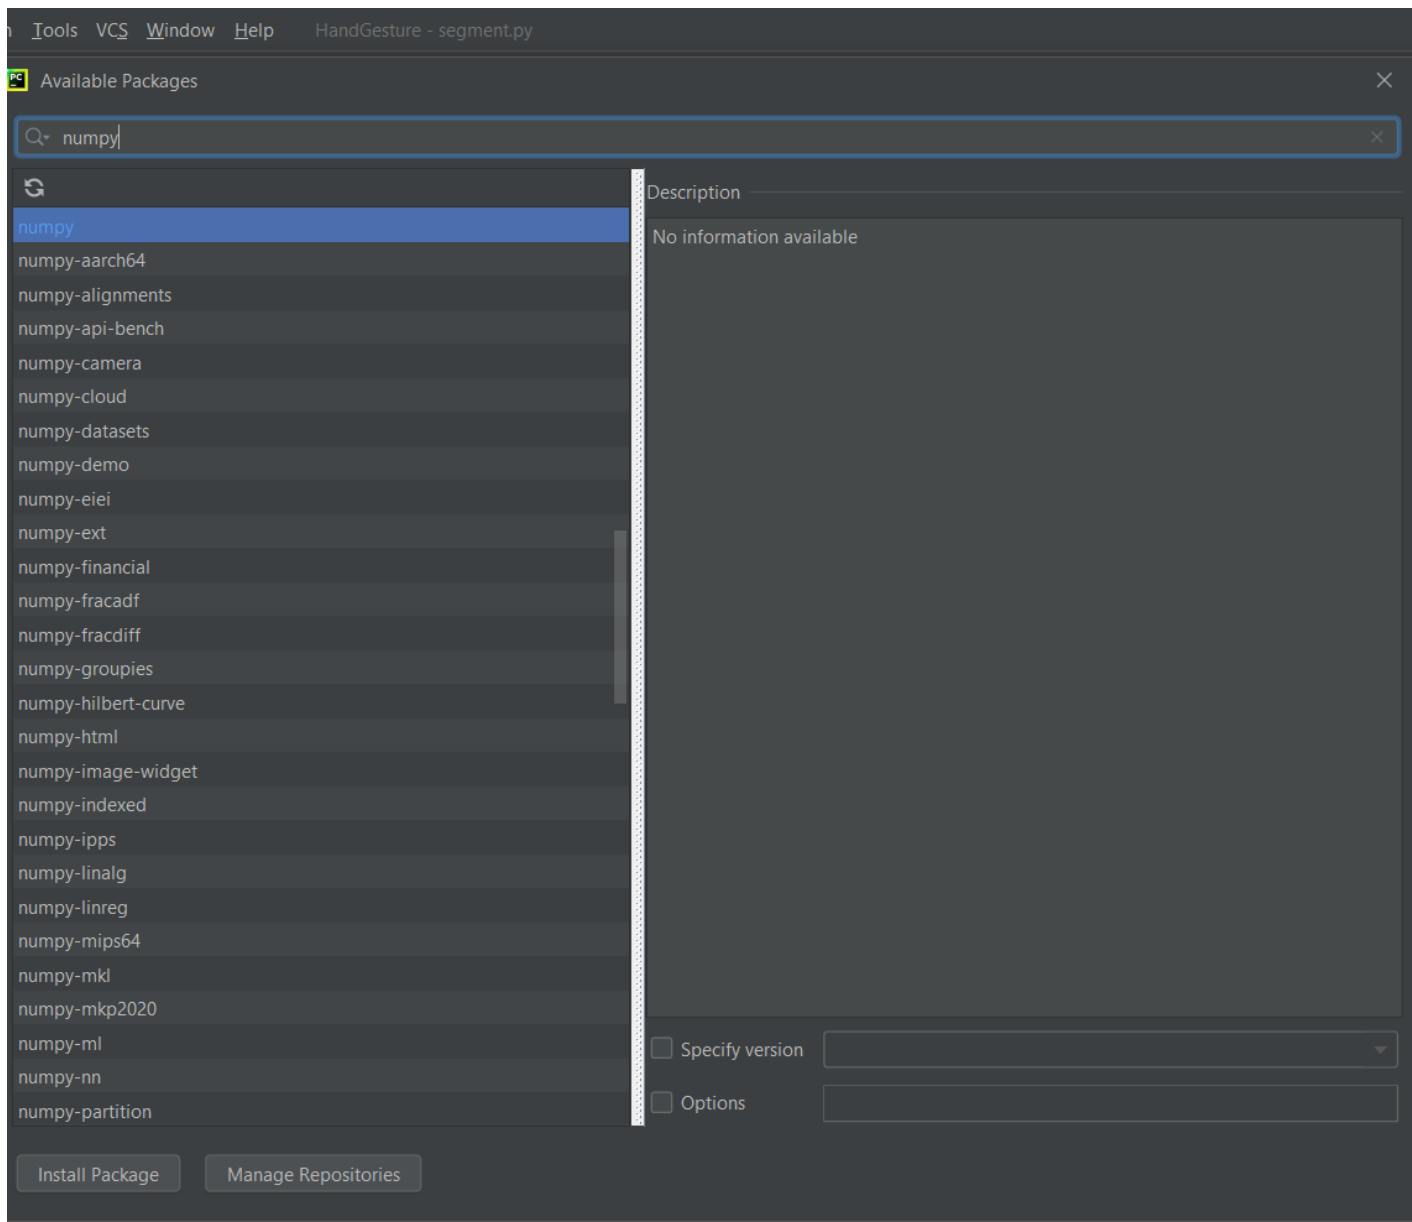 Tools VCS Window Help HandGesture - segment.py
PC Available Packages
numpy
Description
numpy
No information available
numpy-aarch64
numpy-alignments
numpy-api-bench
numpy-camera
numpy-cloud
numpy-datasets
numpy-demo
numpy-eiei
numpy-ext
numpy-financial
numpy-fracadf
numpy-fracdiff
numpy-groupies
numpy-hilbert-curve
numpy-html
numpy-image-widget
numpy-indexed
numpy-ipps
numpy-linalg
numpy-linreg
numpy-mips64
numpy-mkl
numpy-mkp2020
numpy-ml
numpy-nn
numpy-partition
Specify version
Options
Install Package Manage Repositories